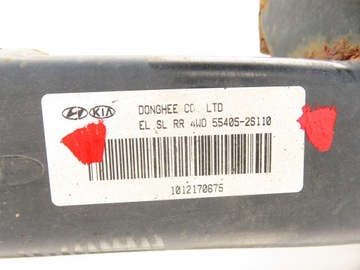 KIA DONGHEE CO. LTD
EL SL RR 4WD 55405-2S110
1012170675